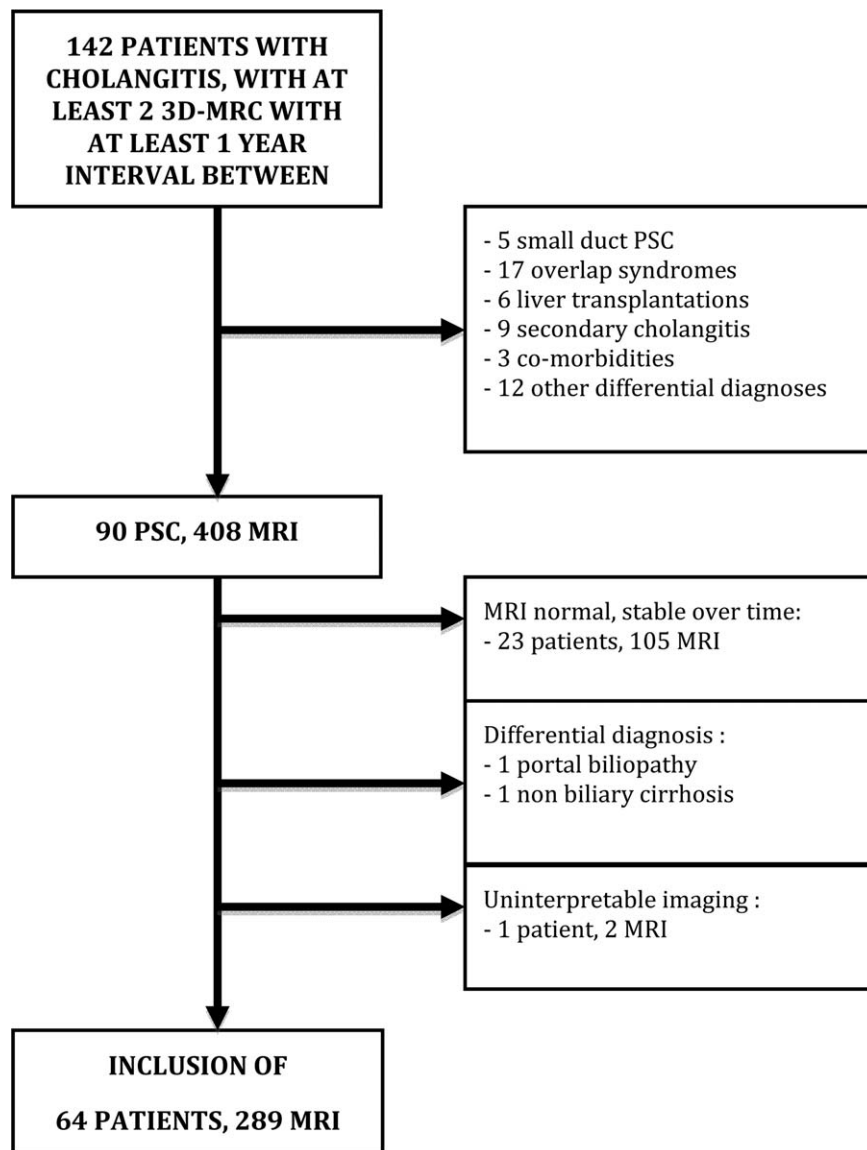 142 PATIENTS WITH
CHOLANGITIS, WITH AT
LEAST 2 3D-MRC WITH
AT LEAST 1 YEAR
INTERVAL BETWEEN
- 5 small duct PSC
- 17 overlap syndromes
- 6 liver transplantations
- 9 secondary cholangitis
- 3 co-morbidities
- 12 other differential diagnoses
90 PSC, 408 MRI
MRI normal, stable over time:
- 23 patients, 105 MRI
Differential diagnosis :
- 1 portal biliopathy
- 1 non biliary cirrhosis
Uninterpretable imaging :
- 1 patient, 2 MRI
INCLUSION OF
64 PATIENTS, 289 MRI